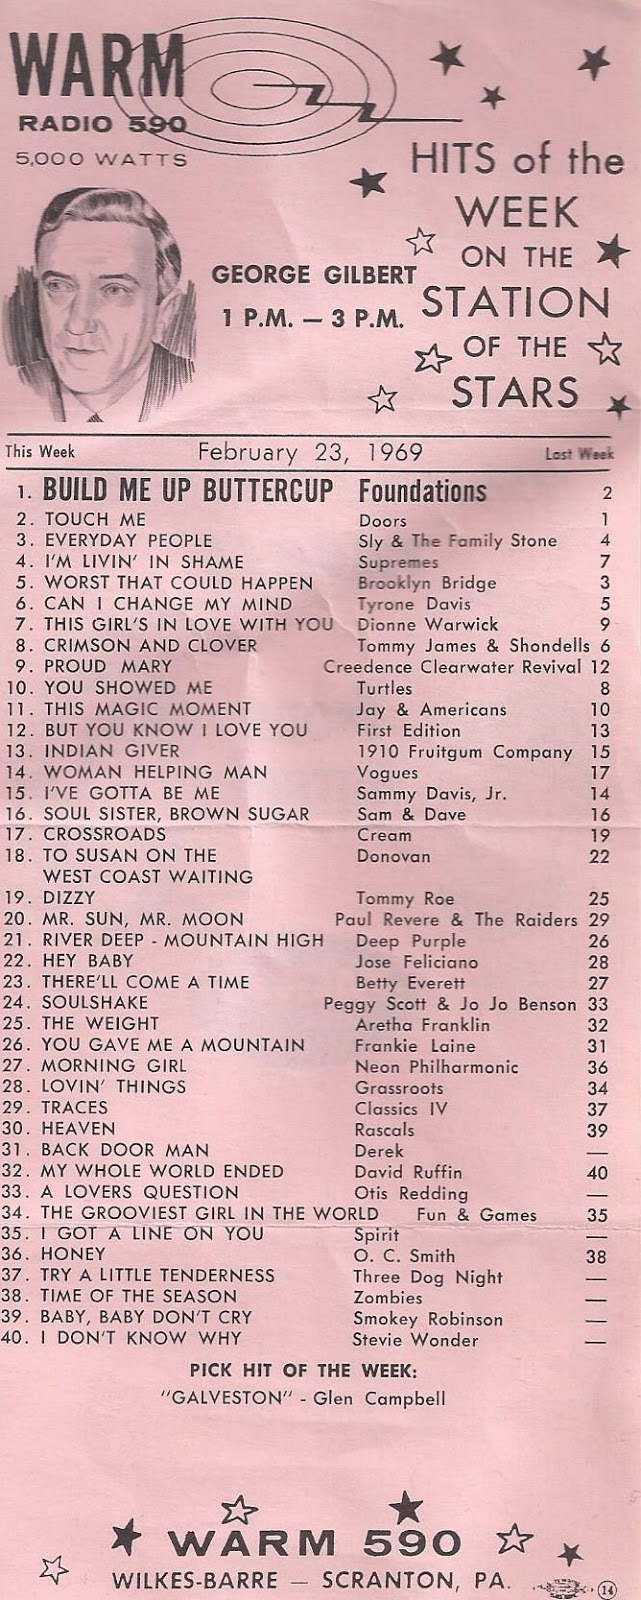 WARM
RADIO 590
5,000 WATTS
HITS of the
WEEK
ON THE
STATION
OF THE
STARS
GEORGE GILBERT
1 P.M. — 3 P.M.
This Week February 23, 1969 Last Week
1. BUILD ME UP BUTTERCUP Foundations 2
2. TOUCH ME Doors 1
3. EVERYDAY PEOPLE Sly & The Family Stone 4
4. I'M LIVIN' IN SHAME Supremes 7
5. WORST THAT COULD HAPPEN Brooklyn Bridge 3
6. CAN I CHANGE MY MIND Tyrone Davis 5
7. THIS GIRL'S IN LOVE WITH YOU Dionne Warwick 9
8. CRIMSON AND CLOVER Tommy James & Shondells 6
9. PROUD MARY Creedence Clearwater Revival 12
10. YOU SHOWED ME Turtles 8
11. THIS MAGIC MOMENT Jay & Americans 10
12. BUT YOU KNOW I LOVE YOU First Edition 13
13. INDIAN GIVER 1910 Fruitgum Company 15
14. WOMAN HELPING MAN Vogues 17
15. I'VE GOTTA BE ME Sammy Davis, Jr. 14
16. SOUL SISTER, BROWN SUGAR Sam & Dave 16
17. CROSSROADS Cream 19
18. TO SUSAN ON THE Donovan 22
WEST COAST WAITING
19. DIZZY Tommy Roe 25
20. MR. SUN, MR. MOON Paul Revere & The Raiders 29
21. RIVER DEEP - MOUNTAIN HIGH Deep Purple 26
22. HEY BABY Jose Feliciano 28
23. THERE'LL COME A TIME Betty Everett 27
24. SOULSHAKE Peggy Scott & Jo Jo Benson 33
25. THE WEIGHT Aretha Franklin 32
26. YOU GAVE ME A MOUNTAIN Frankie Laine 31
27. MORNING GIRL Neon Philharmonic 36
28. LOVIN' THINGS Grassroots 34
29. TRACES Classics IV 37
30. HEAVEN Rascals 39
31. BACK DOOR MAN Derek —
32. MY WHOLE WORLD ENDED David Ruffin 40
33. A LOVERS QUESTION Otis Redding —
34. THE GROOVIEST GIRL IN THE WORLD Fun & Games 35
35. I GOT A LINE ON YOU Spirit —
36. HONEY O. C. Smith 38
37. TRY A LITTLE TENDERNESS Three Dog Night —
38. TIME OF THE SEASON Zombies —
39. BABY, BABY DON'T CRY Smokey Robinson —
40. I DON'T KNOW WHY Stevie Wonder —
PICK HIT OF THE WEEK:
"GALVESTON" - Glen Campbell
WARM 590
WILKES-BARRE — SCRANTON, PA.
14